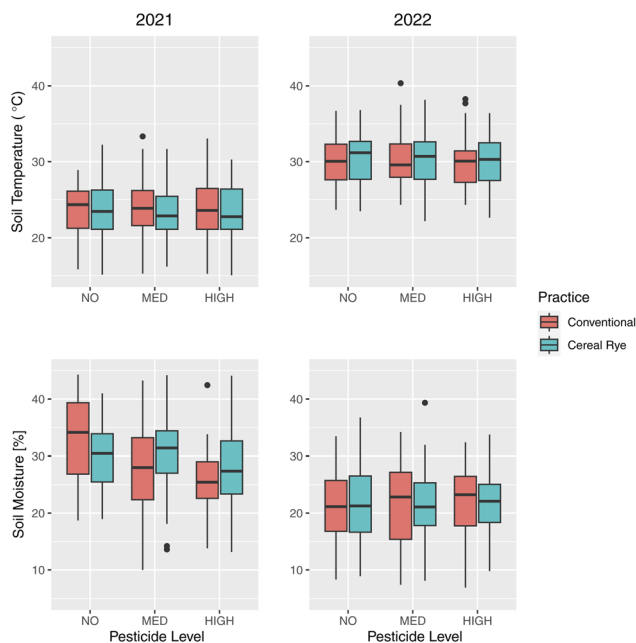 2021
2022
Soil Temperature ( °C)
40
30
20
40
30
20
NO MED HIGH
NO MED HIGH
Practice
Conventional
Cereal Rye
Soil Moisture [%]
40
30
20
10
40
30
20
10
NO MED HIGH
NO MED HIGH
Pesticide Level
Pesticide Level